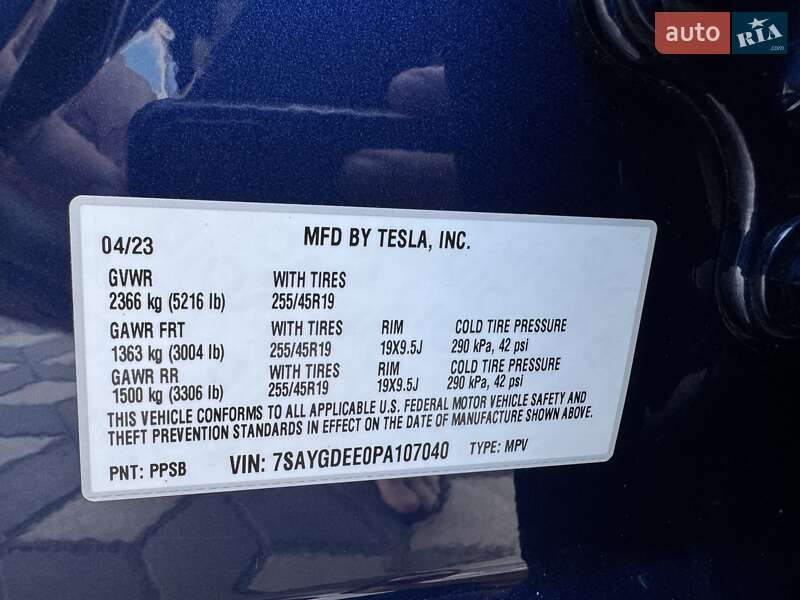 auto RIA .com
04/23 MFD BY TESLA, INC.
GVWR WITH TIRES
2366 kg (5216 lb) 255/45R19
GAWR FRT WITH TIRES RIM COLD TIRE PRESSURE
1363 kg (3004 lb) 255/45R19 19X9.5J 290 kPa, 42 psi
GAWR RR WITH TIRES RIM COLD TIRE PRESSURE
1500 kg (3306 lb) 255/45R19 19X9.5J 290 kPa, 42 psi
THIS VEHICLE CONFORMS TO ALL APPLICABLE U.S. FEDERAL MOTOR VEHICLE SAFETY AND
THEFT PREVENTION STANDARDS IN EFFECT ON THE DATE OF MANUFACTURE SHOWN ABOVE.
PNT: PPSB VIN: 7SAYGDEE0PA107040 TYPE: MPV